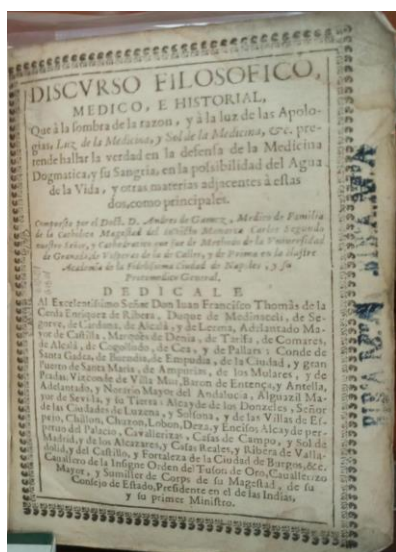 DISCVRSO FILOSOFICO,
MEDICO, E HISTORIAL,
Que à la sombra de la razon, y à la luz de las Apolo-
gias, Luz de la Medicina, y Sol de la Medicina, &c. pre-
tende hallar la verdad en la defensa de la Medicina
Dogmatica, y su Sangria, en la possibilidad del Agua
de la Vida, y otras materias adjacentes à estas
dos, como principales.
Compuesto por el Doct. D. Andres de Gamez, Medico de Familia
de la Catholica Magestad del invicto Monarca Carlos Segundo
nuestro Señor, y Cathedratico que fue de Methodo de la Vniversidad
de Granada, de Visperas de la de Callèr, y de Prima en la ilustre
Academia de la Fidelissima Ciudad de Napoles, y su
Protomedico General.
DEDICALE
Al Excelentissimo Señor Don Iuan Francisco Thomàs de la
Cerda Enriquez de Ribera, Duque de Medinaceli, de Se-
gorve, de Cardona, de Alcalà, y de Lerma, Adelantado Ma-
yor de Castilla, Marquès de Denia, de Tarifa, de Comares,
de Alcalà, de Cogolludo, de Cea, y de Pallars; Conde de
Santa Gadea, de Buendia, de Empudia, de la Ciudad, y gran
Puerto de Santa Maria, de Ampurias, de los Molares, y de
Pradas, Vizconde de Villa Mur, Baron de Entença, y Antella,
Adelantado, y Notario Mayor del Andalucia, Alguazil Ma-
yor de Sevilla, y su Tierra, Alcayde de los Donzeles, Señor
de las Ciudades de Luzena, y Solsona, y de las Villas de Es-
pejo, Chillon, Lobon, Deza, y Enciso; Alcayde per-
petuo del Palacio, Cavallerizas, Casas de Campo, y Sol de
Madrid, y de los Alcazares, Casas Reales, y Ribera de Valla-
dolid, y del Castillo, y Fortaleza de la Ciudad de Burgos, &c.
Cavallero de la Insigne Orden del Tuson de Oro, Cavallerizo
Mayor, y Sumiller de Corps de su Magestad, de su
Consejo de Estado, Presidente en el de las Indias,
y su primer Ministro.